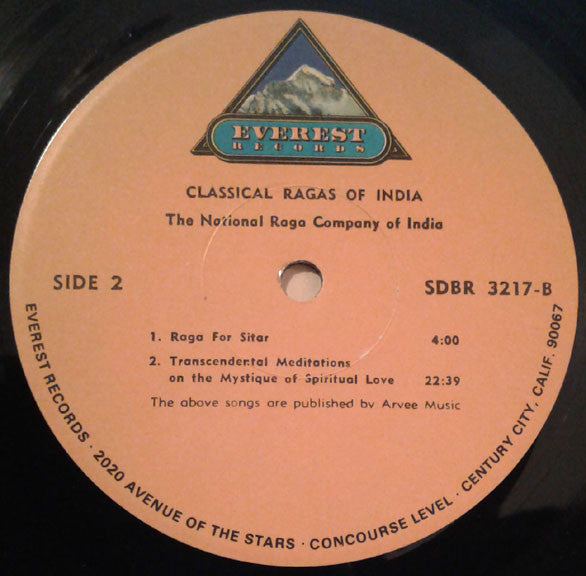 EVEREST
RECORDS
CLASSICAL RAGAS OF INDIA
The National Raga Company of India
SIDE 2
SDBR 3217-B
1. Raga For Sitar 4:00
2. Transcendental Meditations
on the Mystique of Spiritual Love 22:39
The above songs are published by Arvee Music
EVEREST RECORDS · 2020 AVENUE OF THE STARS · CONCOURSE LEVEL · CENTURY CITY, CALIF. 90067